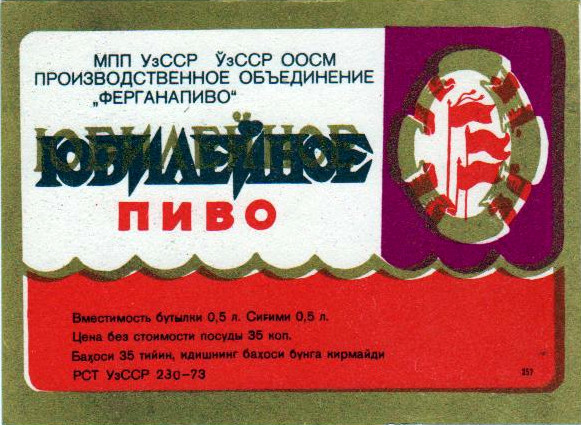 МПП УзССР ЎзССР ООСМ
ПРОИЗВОДСТВЕННОЕ ОБЪЕДИНЕНИЕ
„ФЕРГАНАПИВО“
ЮБИЛЕЙНОЕ
ПИВО
Вместимость бутылки 0,5 л. Сиғими 0,5 л.
Цена без стоимости посуды 35 коп.
Баҳоси 35 тийин, идишнинг баҳоси бунга кирмайди
РСТ УзССР 230–73
357